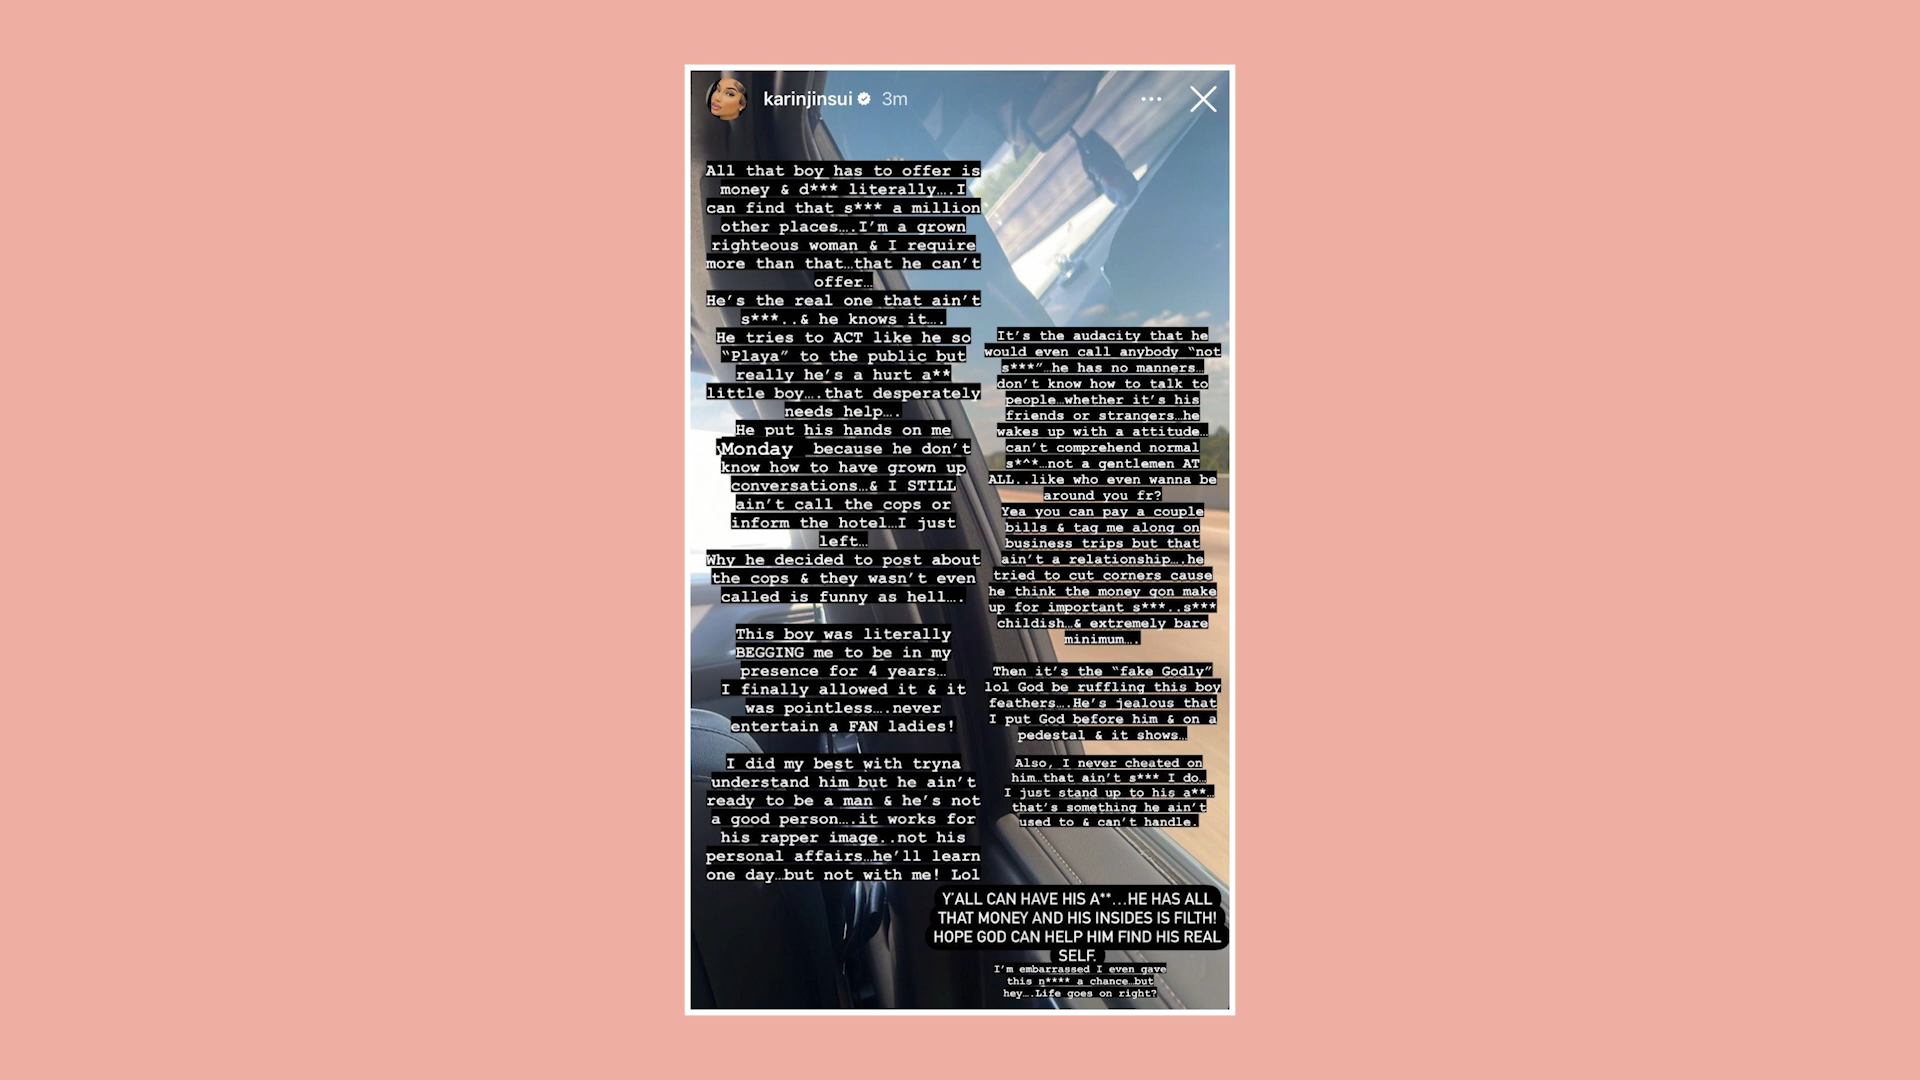 karinjinsui 3m
All that boy has to offer is
money & d*** literally….I
can find that s*** a million
other places….I’m a grown
righteous woman & I require
more than that…that he can’t
offer…
He’s the real one that ain’t
s***..& he knows it….
He tries to ACT like he so
“Playa” to the public but
really he’s a hurt a**
little boy….that desperately
needs help….
He put his hands on me
Monday because he don’t
know how to have grown up
conversations…& I STILL
ain’t call the cops or
inform the hotel…I just
left…
Why he decided to post about
the cops & they wasn’t even
called is funny as hell….
This boy was literally
BEGGING me to be in my
presence for 4 years…
I finally allowed it & it
was pointless….never
entertain a FAN ladies!
I did my best with tryna
understand him but he ain’t
ready to be a man & he’s not
a good person….it works for
his rapper image..not his
personal affairs…he’ll learn
one day…but not with me! Lol
It’s the audacity that he
would even call anybody “not
s***”…he has no manners…
don’t know how to talk to
people…whether it’s his
friends or strangers…he
wakes up with a attitude…
can’t comprehend normal
s*^*…not a gentlemen AT
ALL..like who even wanna be
around you fr?
Yea you can pay a couple
bills & tag me along on
business trips but that
ain’t a relationship….he
tried to cut corners cause
he think the money gon make
up for important s***..s***
childish…& extremely bare
minimum….
Then it’s the “fake Godly”
lol God be ruffling this boy
feathers….He’s jealous that
I put God before him & on a
pedestal & it shows…
Also, I never cheated on
him…that ain’t s*** I do…
I just stand up to his a**…
that’s something he ain’t
used to & can’t handle.
Y’ALL CAN HAVE HIS A**...HE HAS ALL
THAT MONEY AND HIS INSIDES IS FILTH!
HOPE GOD CAN HELP HIM FIND HIS REAL
SELF.
I’m embarrassed I even gave
this n**** a chance…but
hey….Life goes on right?